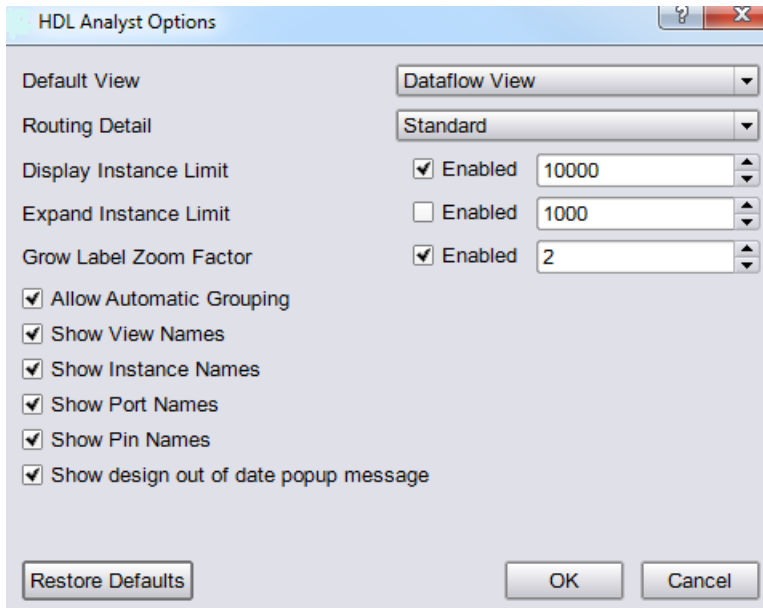 HDL Analyst Options
Default View Dataflow View
Routing Detail Standard
Display Instance Limit Enabled 10000
Expand Instance Limit Enabled 1000
Grow Label Zoom Factor Enabled 2
Allow Automatic Grouping
Show View Names
Show Instance Names
Show Port Names
Show Pin Names
Show design out of date popup message
Restore Defaults OK Cancel